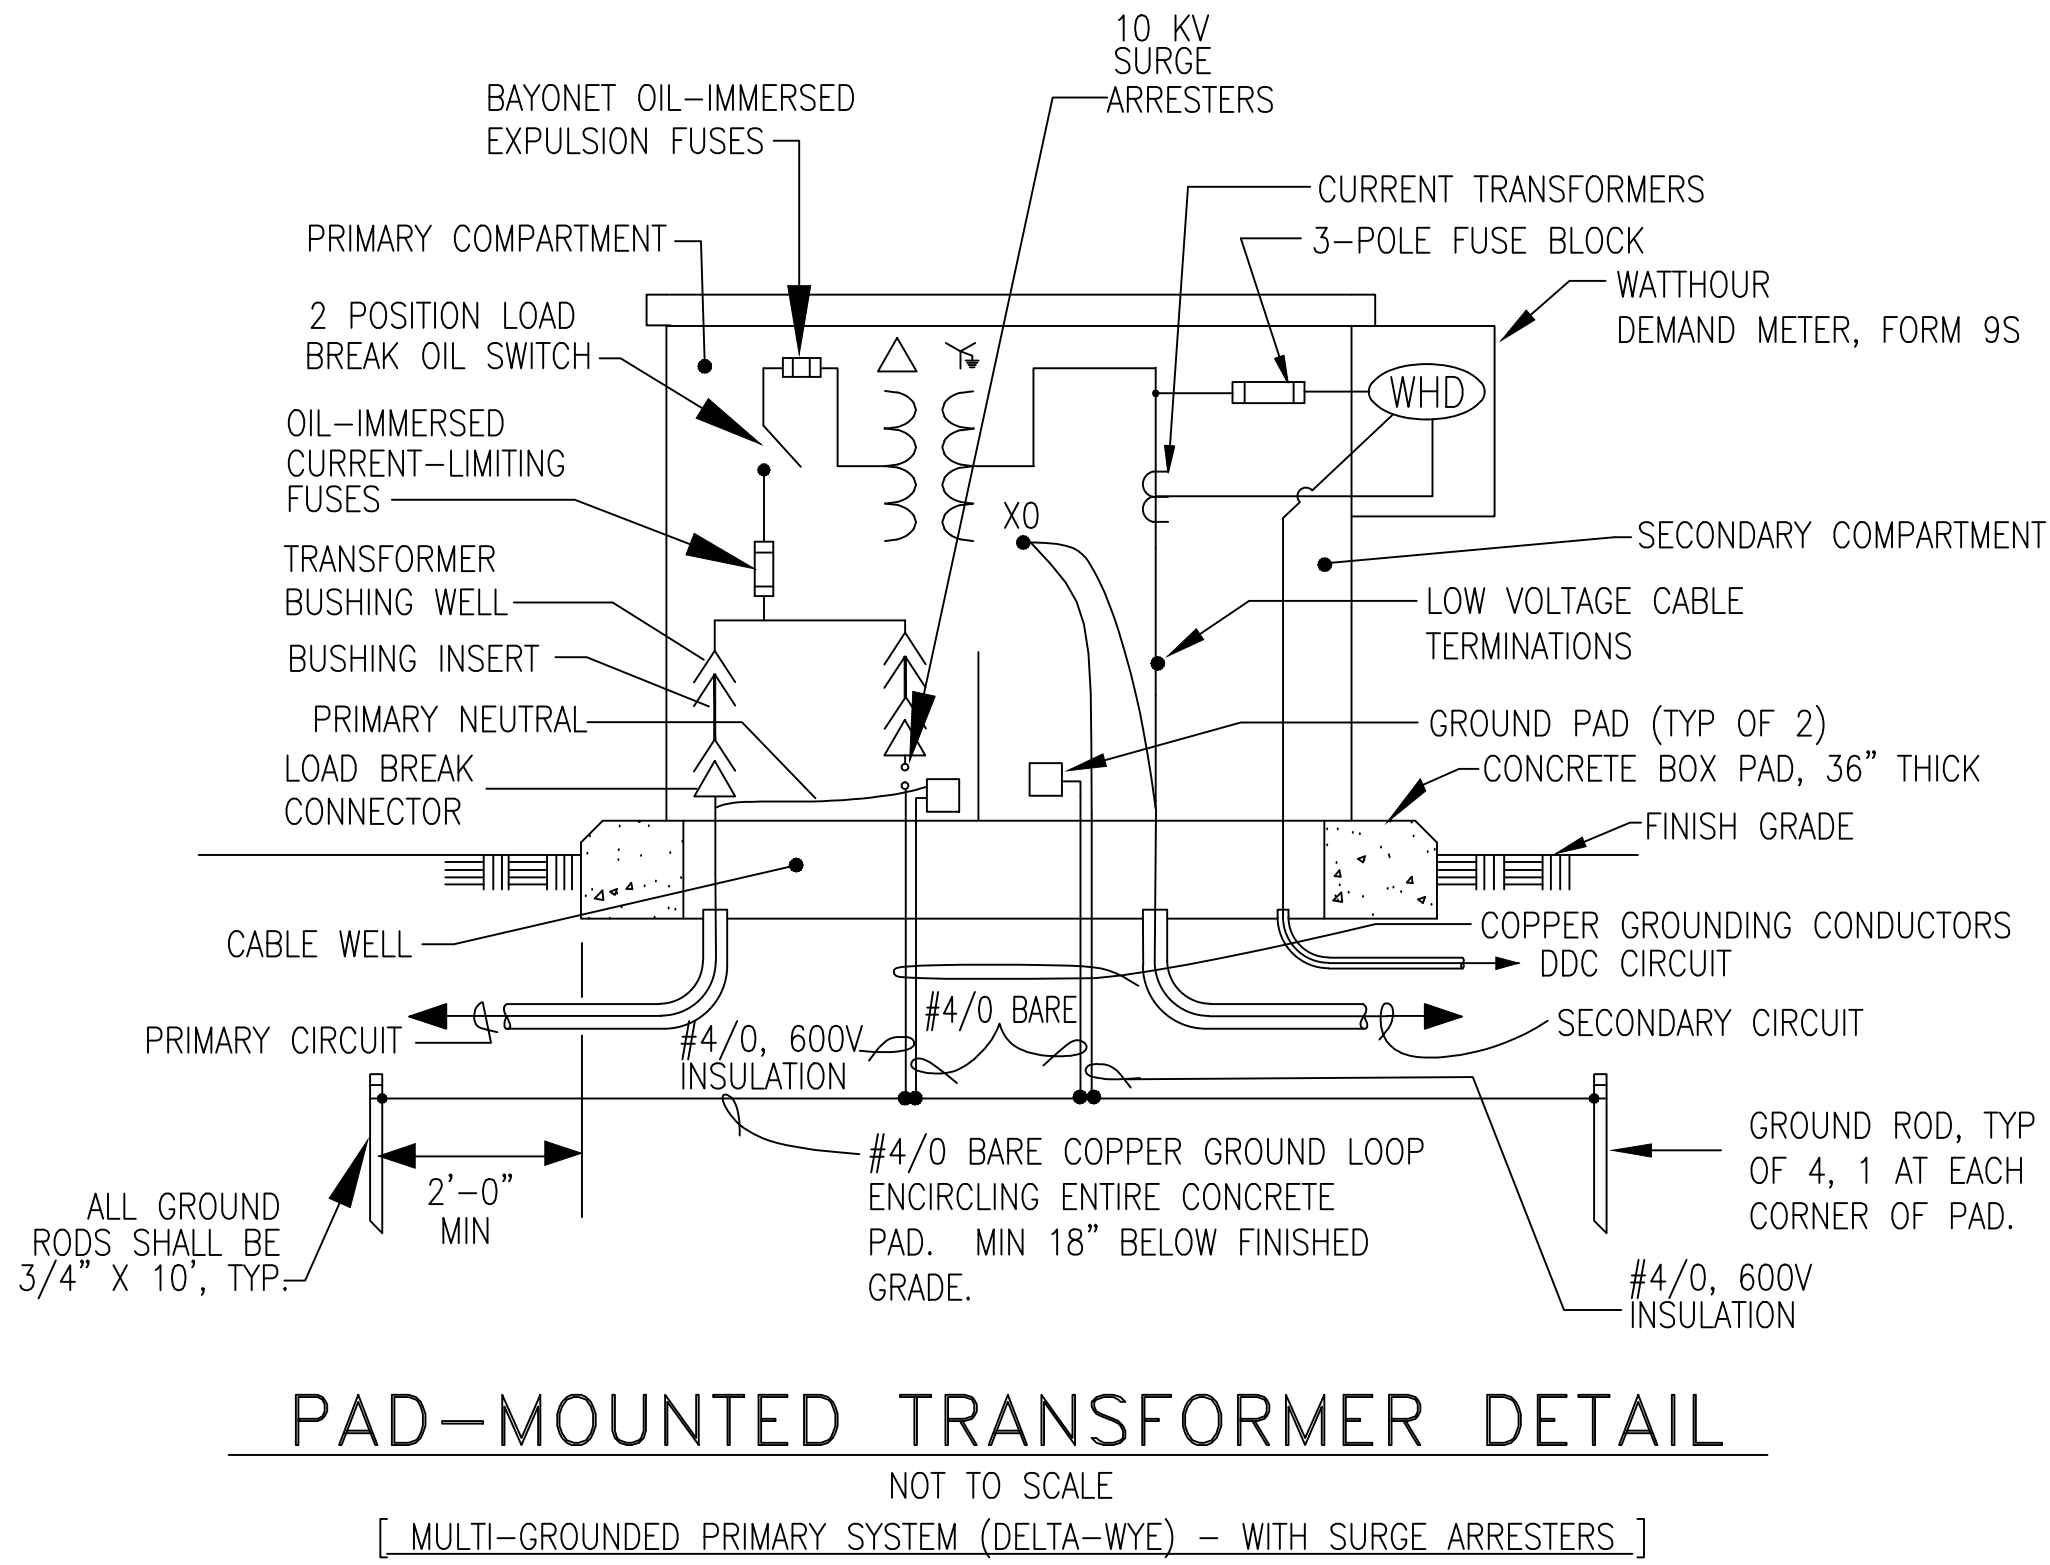 10 KV
SURGE
ARRESTERS
BAYONET OIL-IMMERSED
EXPULSION FUSES
CURRENT TRANSFORMERS
3-POLE FUSE BLOCK
PRIMARY COMPARTMENT
WATTHOUR
DEMAND METER, FORM 9S
2 POSITION LOAD
BREAK OIL SWITCH
WHD
OIL-IMMERSED
CURRENT-LIMITING
FUSES
X0
SECONDARY COMPARTMENT
TRANSFORMER
BUSHING WELL
LOW VOLTAGE CABLE
TERMINATIONS
BUSHING INSERT
PRIMARY NEUTRAL
GROUND PAD (TYP OF 2)
LOAD BREAK
CONNECTOR
CONCRETE BOX PAD, 36" THICK
FINISH GRADE
CABLE WELL
COPPER GROUNDING CONDUCTORS
DDC CIRCUIT
PRIMARY CIRCUIT
#4/0, 600V
INSULATION
#4/0 BARE
SECONDARY CIRCUIT
#4/0 BARE COPPER GROUND LOOP
ENCIRCLING ENTIRE CONCRETE
PAD. MIN 18" BELOW FINISHED
GRADE.
GROUND ROD, TYP
OF 4, 1 AT EACH
CORNER OF PAD.
2'-0"
MIN
ALL GROUND
RODS SHALL BE
3/4" X 10', TYP.
#4/0, 600V
INSULATION
PAD-MOUNTED TRANSFORMER DETAIL
NOT TO SCALE
[ MULTI-GROUNDED PRIMARY SYSTEM (DELTA-WYE) - WITH SURGE ARRESTERS ]